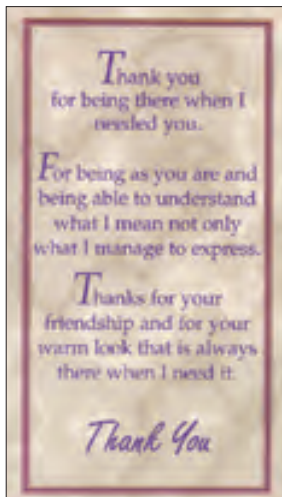 Thank you
for being there when I
needed you.
For being as you are and
being able to understand
what I mean not only
what I manage to express.
Thanks for your
friendship and for your
warm look that is always
there when I need it.
Thank You